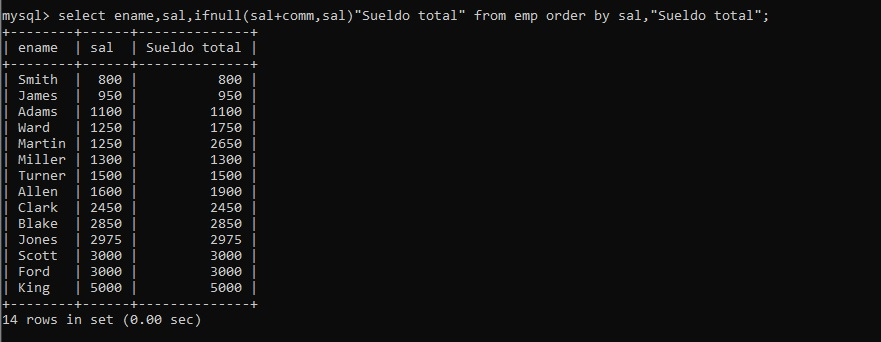 mysql> select ename,sal,ifnull(sal+comm,sal)"Sueldo total" from emp order by sal,"Sueldo total";
+--------+------+--------------+
| ename  | sal  | Sueldo total |
+--------+------+--------------+
| Smith  |  800 |          800 |
| James  |  950 |          950 |
| Adams  | 1100 |         1100 |
| Ward   | 1250 |         1750 |
| Martin | 1250 |         2650 |
| Miller | 1300 |         1300 |
| Turner | 1500 |         1500 |
| Allen  | 1600 |         1900 |
| Clark  | 2450 |         2450 |
| Blake  | 2850 |         2850 |
| Jones  | 2975 |         2975 |
| Scott  | 3000 |         3000 |
| Ford   | 3000 |         3000 |
| King   | 5000 |         5000 |
+--------+------+--------------+
14 rows in set (0.00 sec)